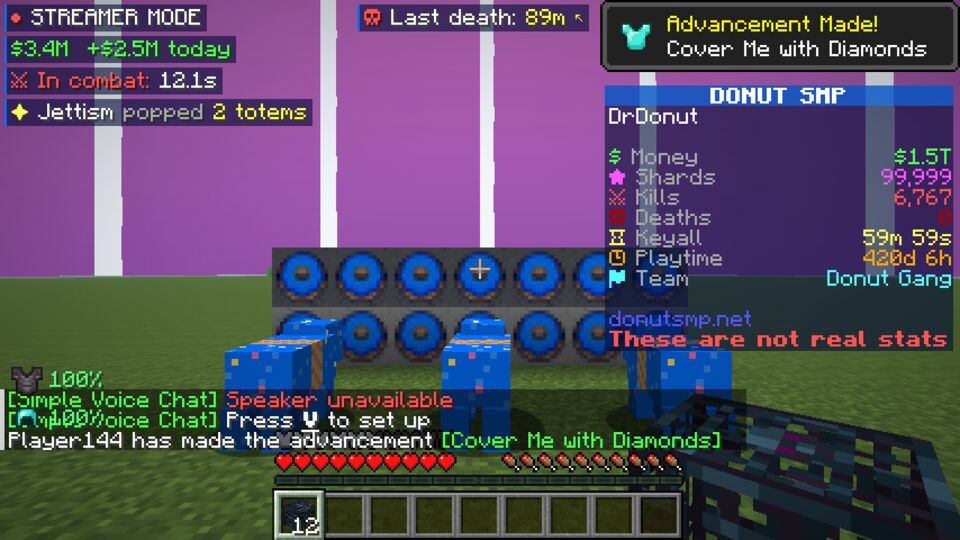 STREAMER MODE
$3.4M +$2.5M today
In combat: 12.1s
Jettism popped 2 totems
Last death: 89m
Advancement Made!
Cover Me with Diamonds
DONUT SMP
DrDonut
$ Money $1.5T
Shards 99,999
Kills 6,767
Deaths 0
Keyall 59m 59s
Playtime 420d 6h
Team Donut Gang
donutsmp.net
These are not real stats
100%
[Simple Voice Chat] Speaker unavailable
100%
[Simple Voice Chat] Press V to set up
Player144 has made the advancement [Cover Me with Diamonds]
12